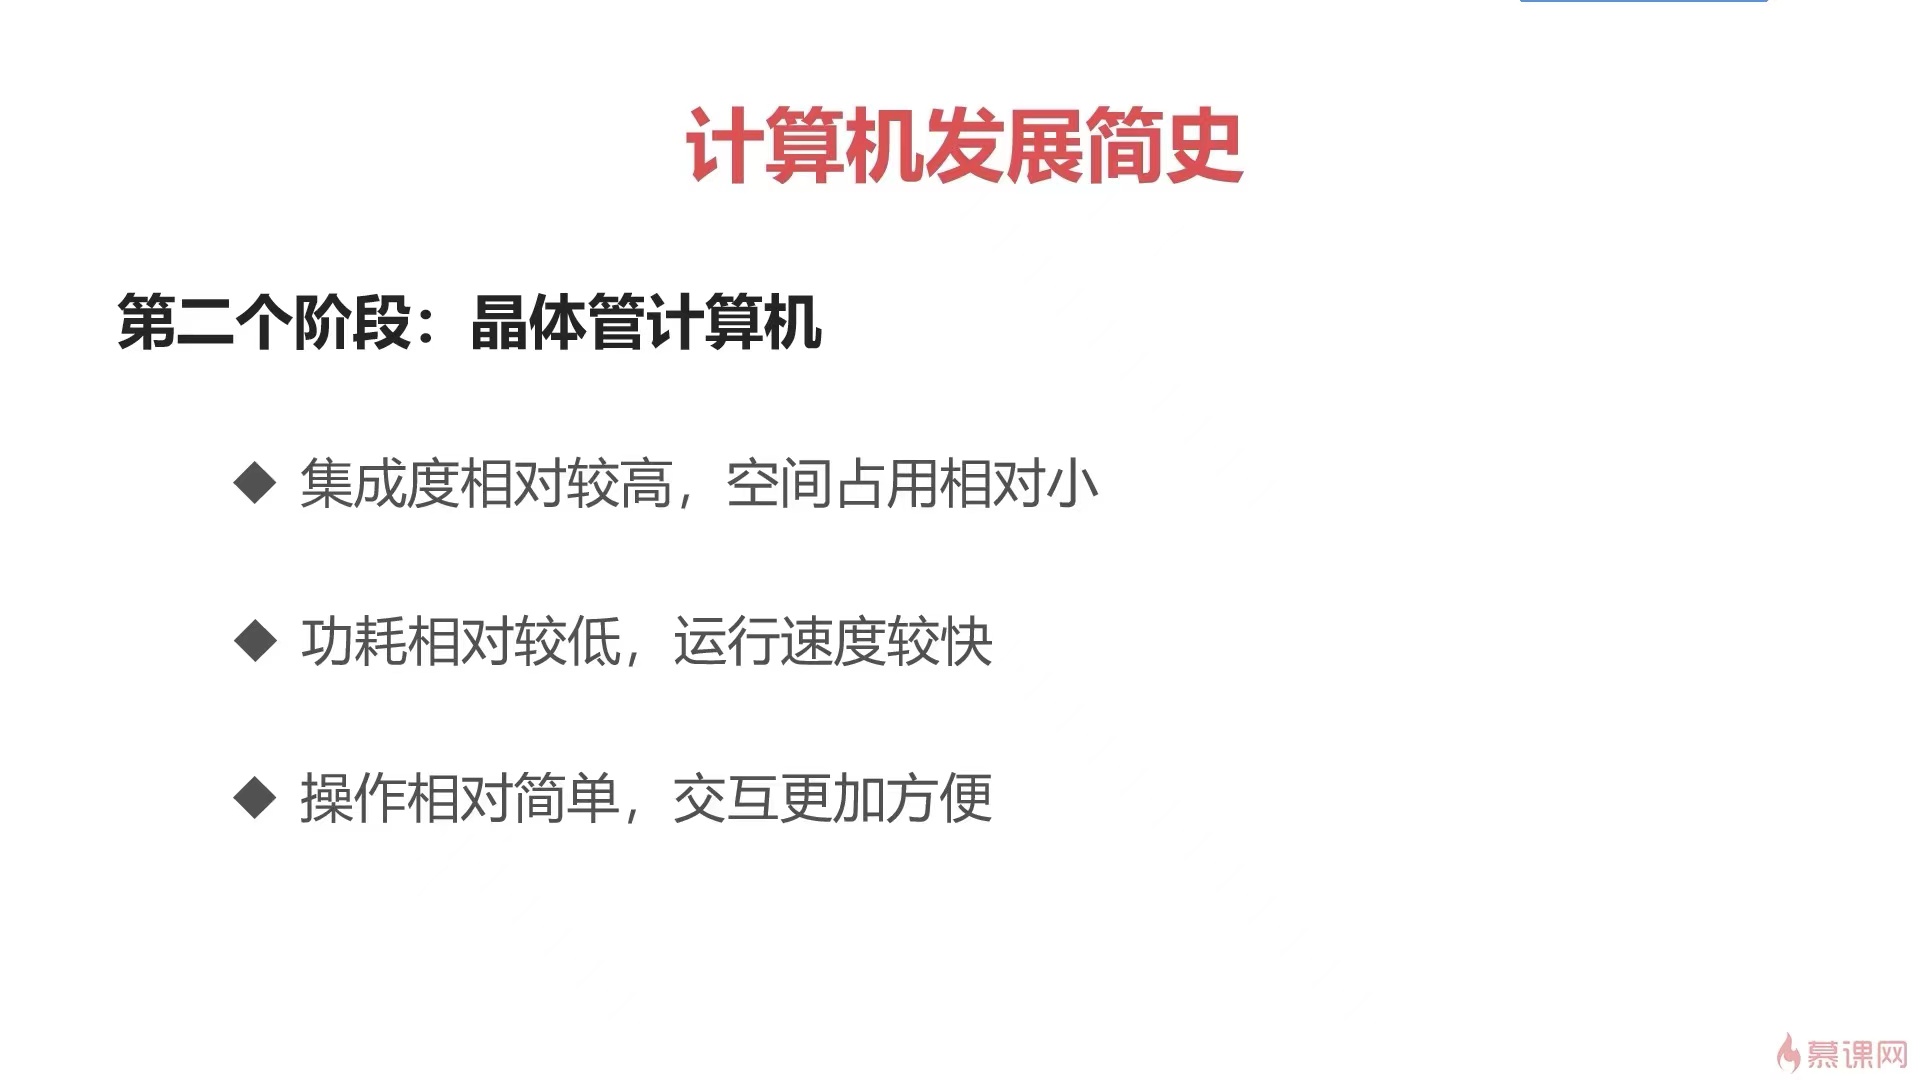 计算机发展简史
第二个阶段：晶体管计算机
◆ 集成度相对较高，空间占用相对小
◆ 功耗相对较低，运行速度较快
◆ 操作相对简单，交互更加方便
慕课网